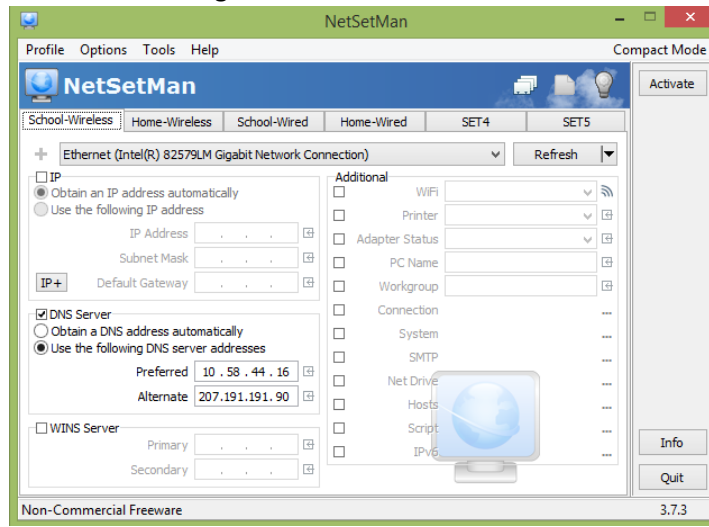 NetSetMan
Profile Options Tools Help Compact Mode
NetSetMan
Activate
School-Wireless Home-Wireless School-Wired Home-Wired SET4 SET5
Ethernet (Intel(R) 82579LM Gigabit Network Connection) Refresh
IP
Obtain an IP address automatically
Use the following IP address
IP Address
Subnet Mask
IP+ Default Gateway
DNS Server
Obtain a DNS address automatically
Use the following DNS server addresses
Preferred 10 . 58 . 44 . 16
Alternate 207.191.191. 90
WINS Server
Primary
Secondary
Additional
WiFi
Printer
Adapter Status
PC Name
Workgroup
Connection ...
System ...
SMTP ...
Net Drive ...
Hosts ...
Script ...
IPv6 ...
Info
Quit
Non-Commercial Freeware 3.7.3